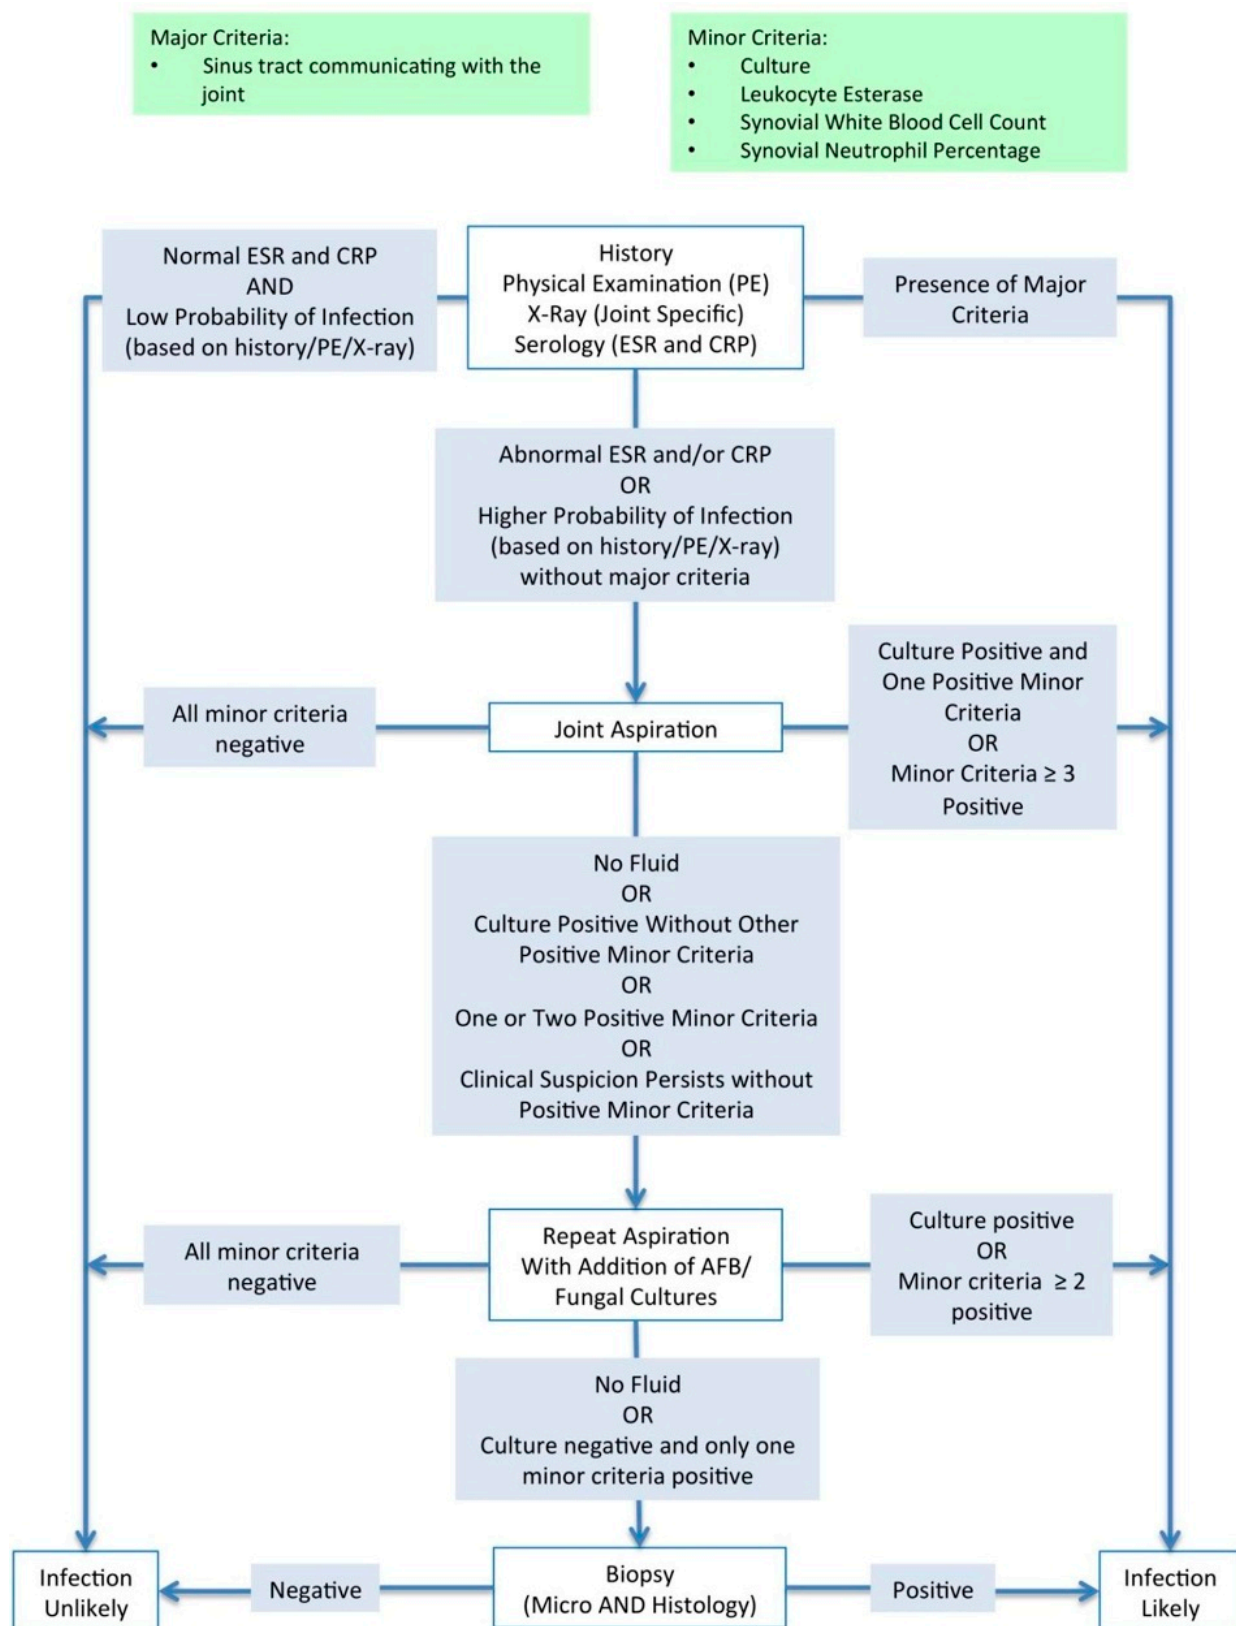 Major Criteria:
• Sinus tract communicating with the
joint
Minor Criteria:
• Culture
• Leukocyte Esterase
• Synovial White Blood Cell Count
• Synovial Neutrophil Percentage
Normal ESR and CRP
AND
Low Probability of Infection
(based on history/PE/X-ray)
History
Physical Examination (PE)
X-Ray (Joint Specific)
Serology (ESR and CRP)
Presence of Major
Criteria
Abnormal ESR and/or CRP
OR
Higher Probability of Infection
(based on history/PE/X-ray)
without major criteria
All minor criteria
negative
Joint Aspiration
Culture Positive and
One Positive Minor
Criteria
OR
Minor Criteria ≥ 3
Positive
No Fluid
OR
Culture Positive Without Other
Positive Minor Criteria
OR
One or Two Positive Minor Criteria
OR
Clinical Suspicion Persists without
Positive Minor Criteria
All minor criteria
negative
Repeat Aspiration
With Addition of AFB/
Fungal Cultures
Culture positive
OR
Minor criteria ≥ 2
positive
No Fluid
OR
Culture negative and only one
minor criteria positive
Infection
Unlikely
Negative
Biopsy
(Micro AND Histology)
Positive
Infection
Likely